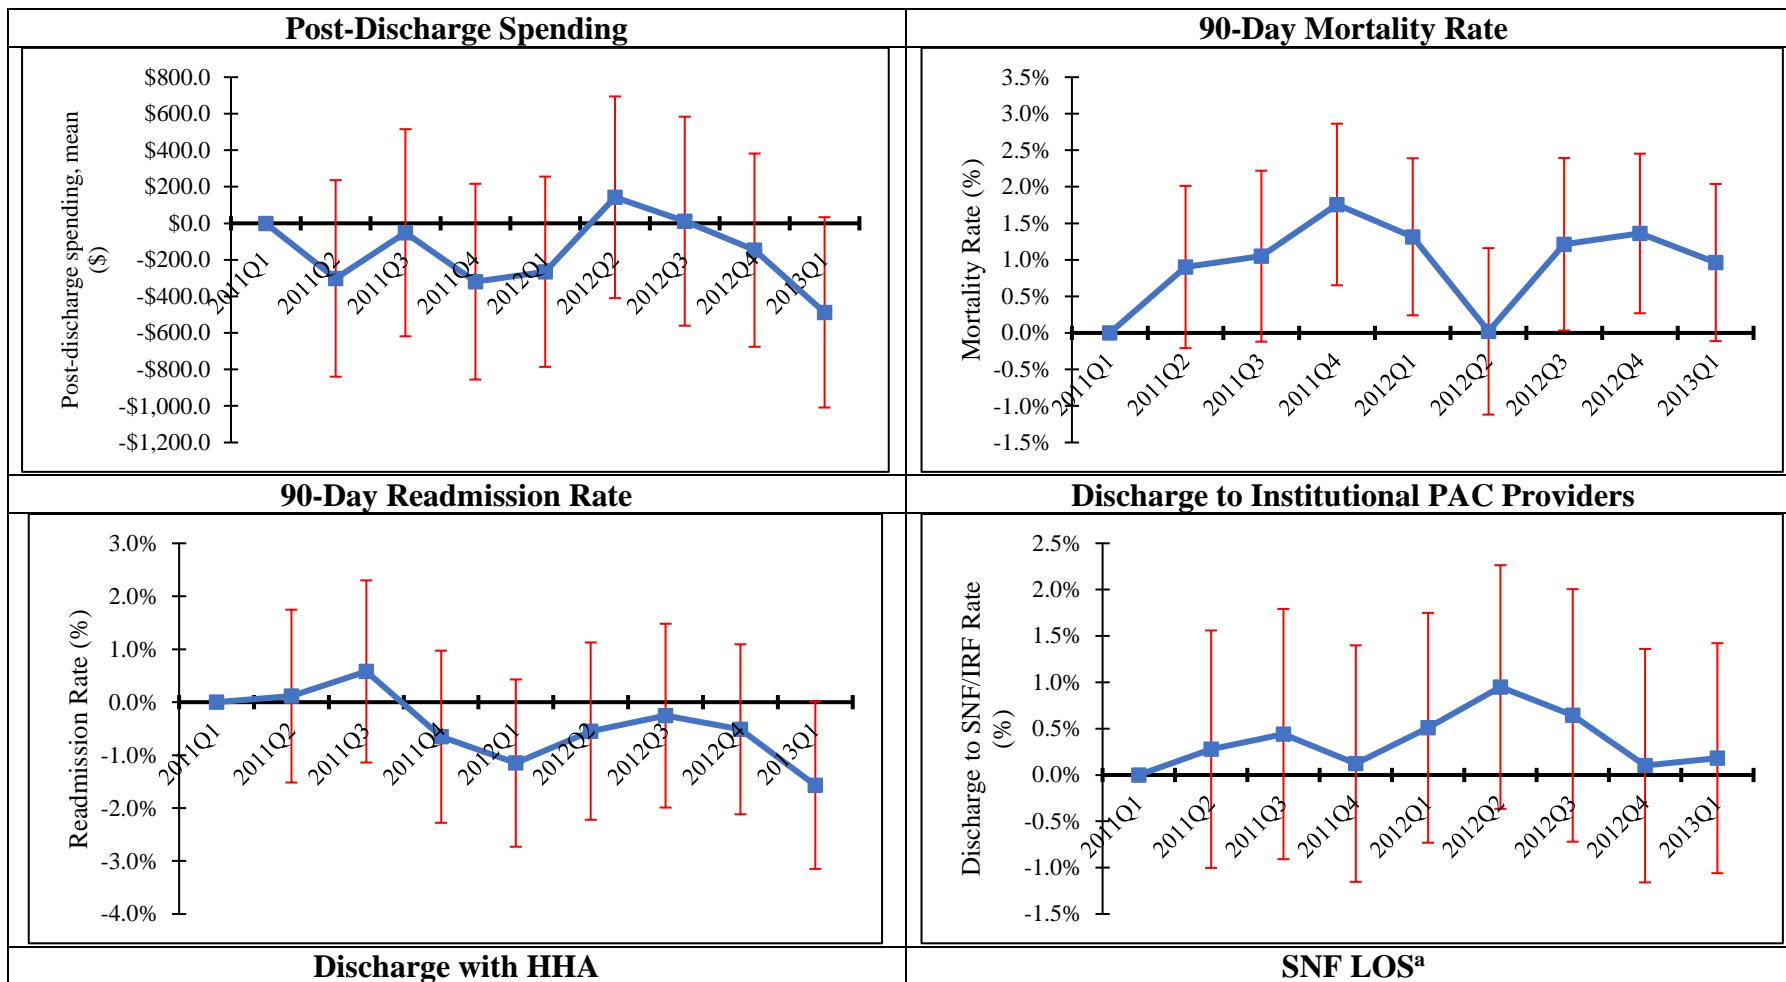 Post-Discharge Spending
Post-discharge spending, mean
($)
$800.0
$600.0
$400.0
$200.0
$0.0
-$200.0
-$400.0
-$600.0
-$800.0
-$1,000.0
-$1,200.0
2011Q1
2011Q2
2011Q3
2011Q4
2012Q1
2012Q2
2012Q3
2012Q4
2013Q1
90-Day Mortality Rate
Mortality Rate (%)
3.5%
3.0%
2.5%
2.0%
1.5%
1.0%
0.5%
0.0%
-0.5%
-1.0%
-1.5%
2011Q1
2011Q2
2011Q3
2011Q4
2012Q1
2012Q2
2012Q3
2012Q4
2013Q1
90-Day Readmission Rate
Readmission Rate (%)
3.0%
2.0%
1.0%
0.0%
-1.0%
-2.0%
-3.0%
-4.0%
2011Q1
2011Q2
2011Q3
2011Q4
2012Q1
2012Q2
2012Q3
2012Q4
2013Q1
Discharge to Institutional PAC Providers
Discharge to SNF/IRF Rate
(%)
2.5%
2.0%
1.5%
1.0%
0.5%
0.0%
-0.5%
-1.0%
-1.5%
2011Q1
2011Q2
2011Q3
2011Q4
2012Q1
2012Q2
2012Q3
2012Q4
2013Q1
Discharge with HHA
SNF LOSᵃ